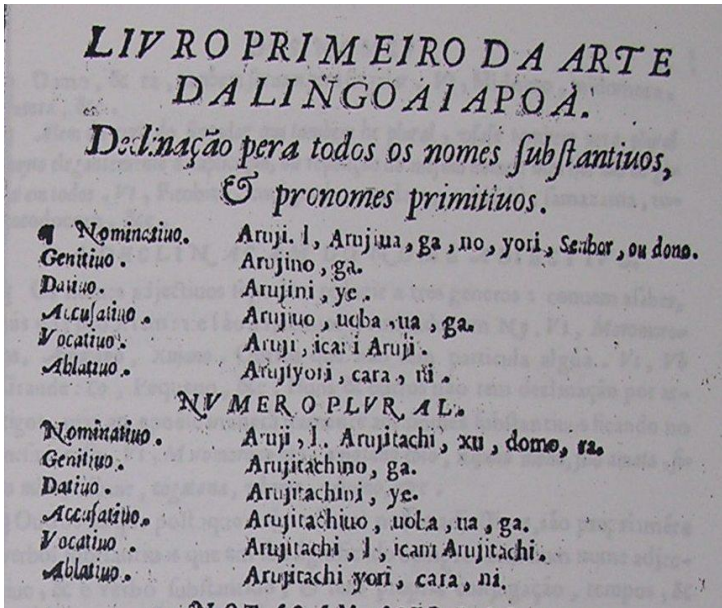 LIVRO PRIMEIRO DA ARTE
DA LINGOA IAPOA.
Declinação pera todos os nomes ſubſtantiuos,
& pronomes primitiuos.
¶ Nominatiuo. Aruji. l, Arujiua, ga, no, yori, Senhor, ou dono.
Genitiuo. Arujino, ga.
Datiuo. Arujini, ye.
Accuſatiuo. Arujiuo, uoba, ua, ga.
Vocatiuo. Aruji, icani Aruji.
Ablatiuo. Arujiyori, cara, ni.
NVMERO PLVRAL.
Nominatiuo. Aruji, l, Arujitachi, xu, domo, ra.
Genitiuo. Arujitachino, ga.
Datiuo. Arujitachini, ye.
Accuſatiuo. Arujitachiuo, uoba, ua, ga.
Vocatiuo. Arujitachi, l, icani Arujitachi.
Ablatiuo. Arujitachi yori, cara, ni.